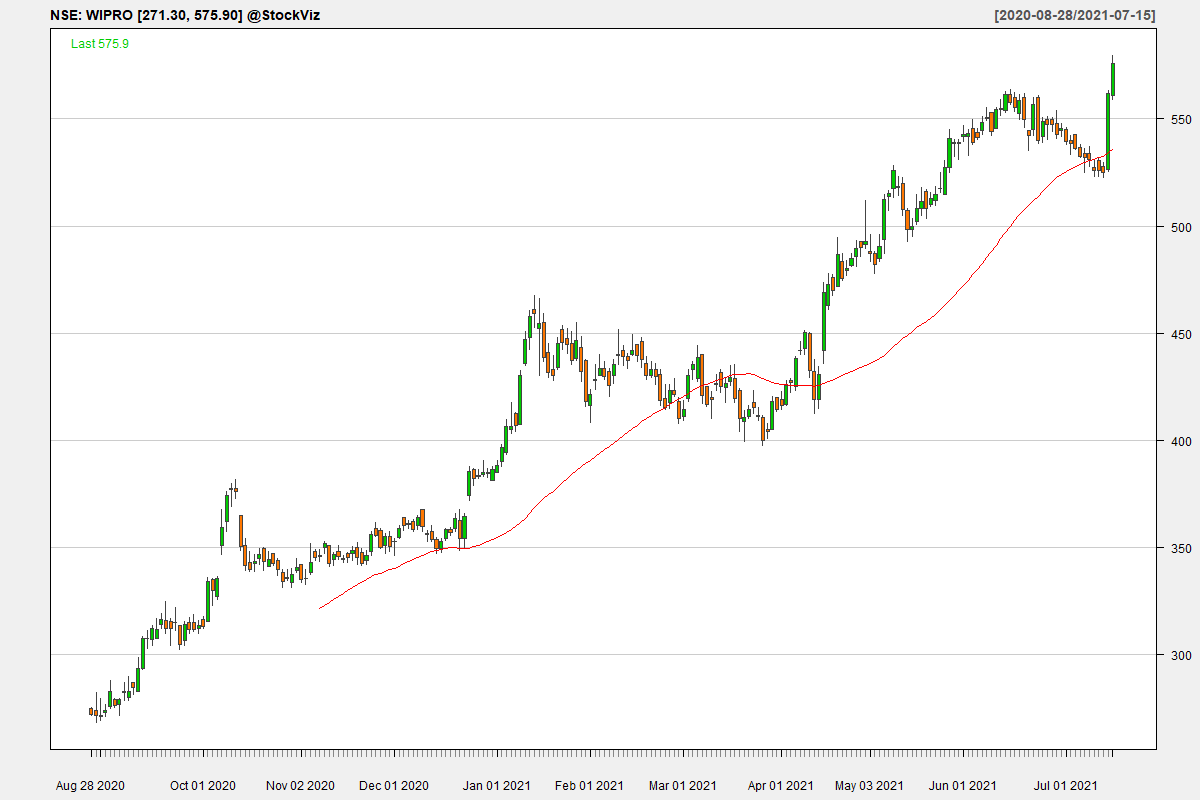 NSE: WIPRO [271.30, 575.90] @StockViz [2020-08-28/2021-07-15]
Last 575.9
550
500
450
400
350
300
Aug 28 2020 Oct 01 2020 Nov 02 2020 Dec 01 2020 Jan 01 2021 Feb 01 2021 Mar 01 2021 Apr 01 2021 May 03 2021 Jun 01 2021 Jul 01 2021